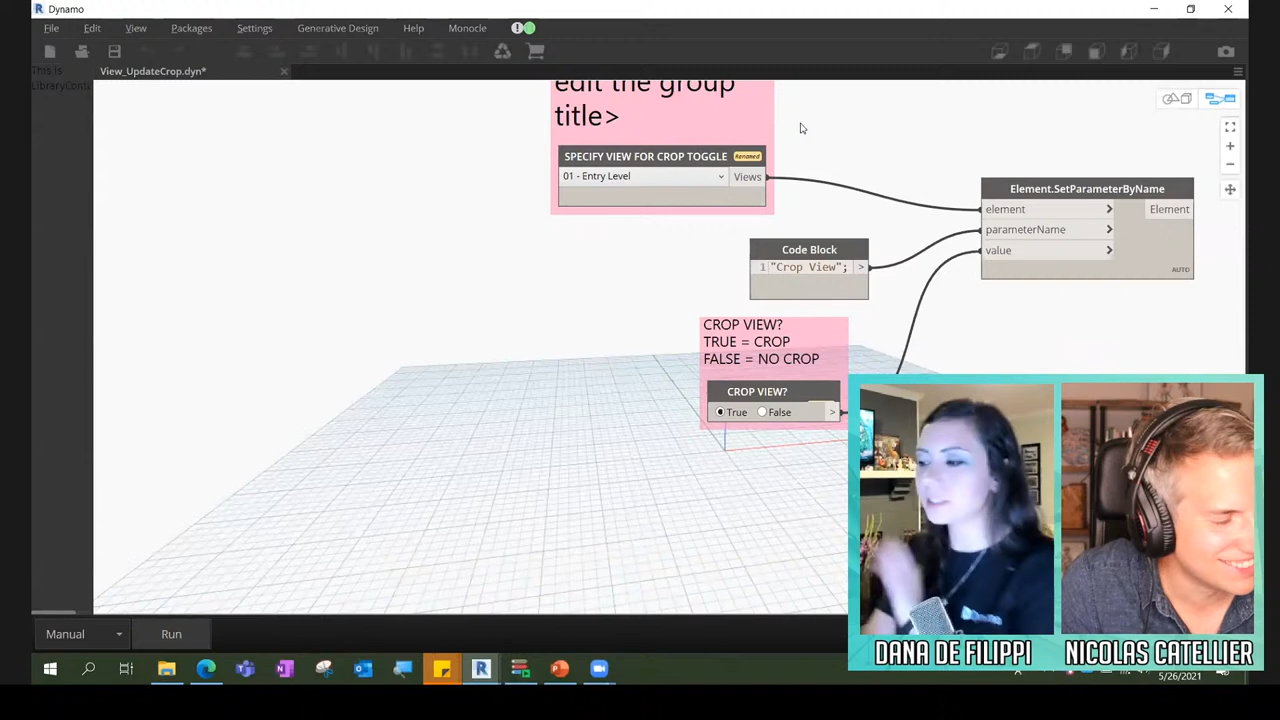 Dynamo
File Edit View Packages Settings Generative Design Help Monocle
This is
LibraryConta
View_UpdateCrop.dyn*
edit the group
title>
SPECIFY VIEW FOR CROP TOGGLE Renamed
01 - Entry Level Views
Element.SetParameterByName
element Element
parameterName
value
AUTO
Code Block
1 "Crop View"; >
CROP VIEW?
TRUE = CROP
FALSE = NO CROP
CROP VIEW?
True False >
Manual Run
DANA DE FILIPPI NICOLAS CATELLIER
5/26/2021